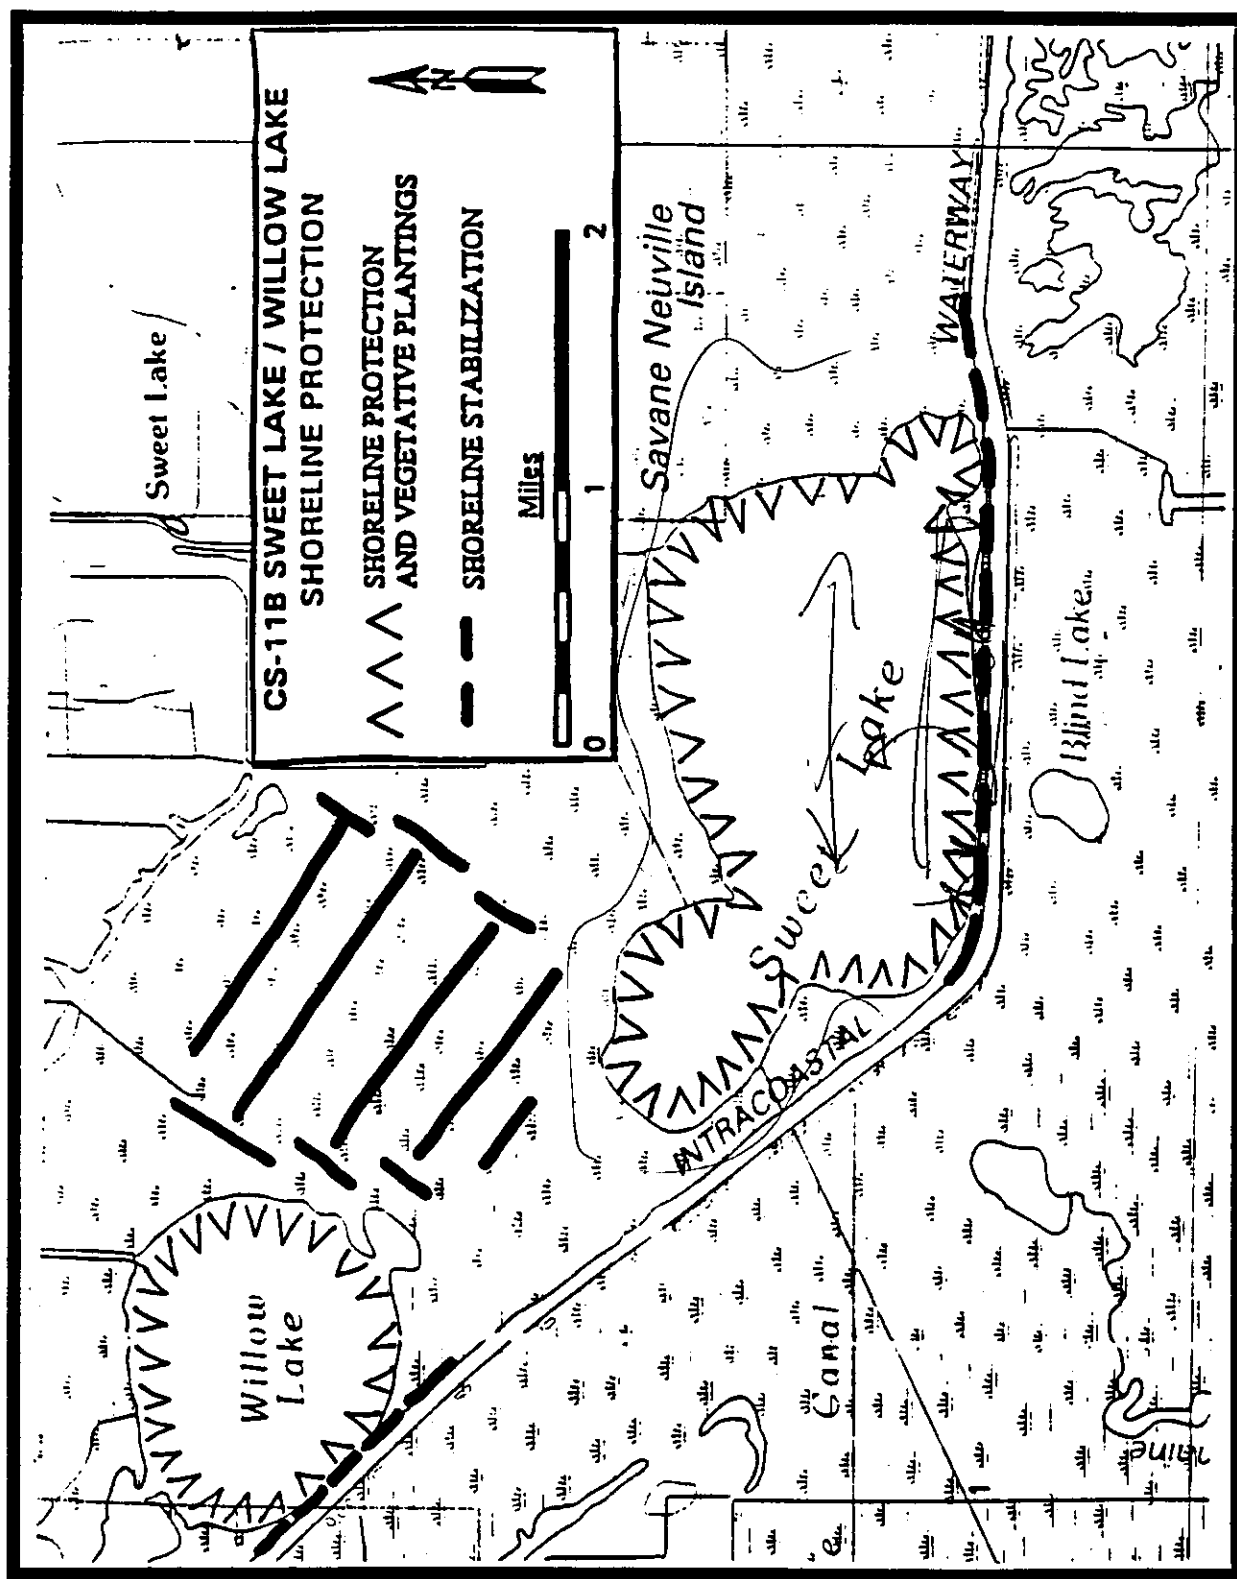 CS-11B SWEET LAKE / WILLOW LAKE
SHORELINE PROTECTION
N
SHORELINE PROTECTION
AND VEGETATIVE PLANTINGS
SHORELINE STABILIZATION
Miles
0 1 2
Sweet Lake
Willow
Lake
Savane Neuville
Island
Sweet Lake
INTRACOASTAL
WATERWAY
Blind Lake
Canal
1